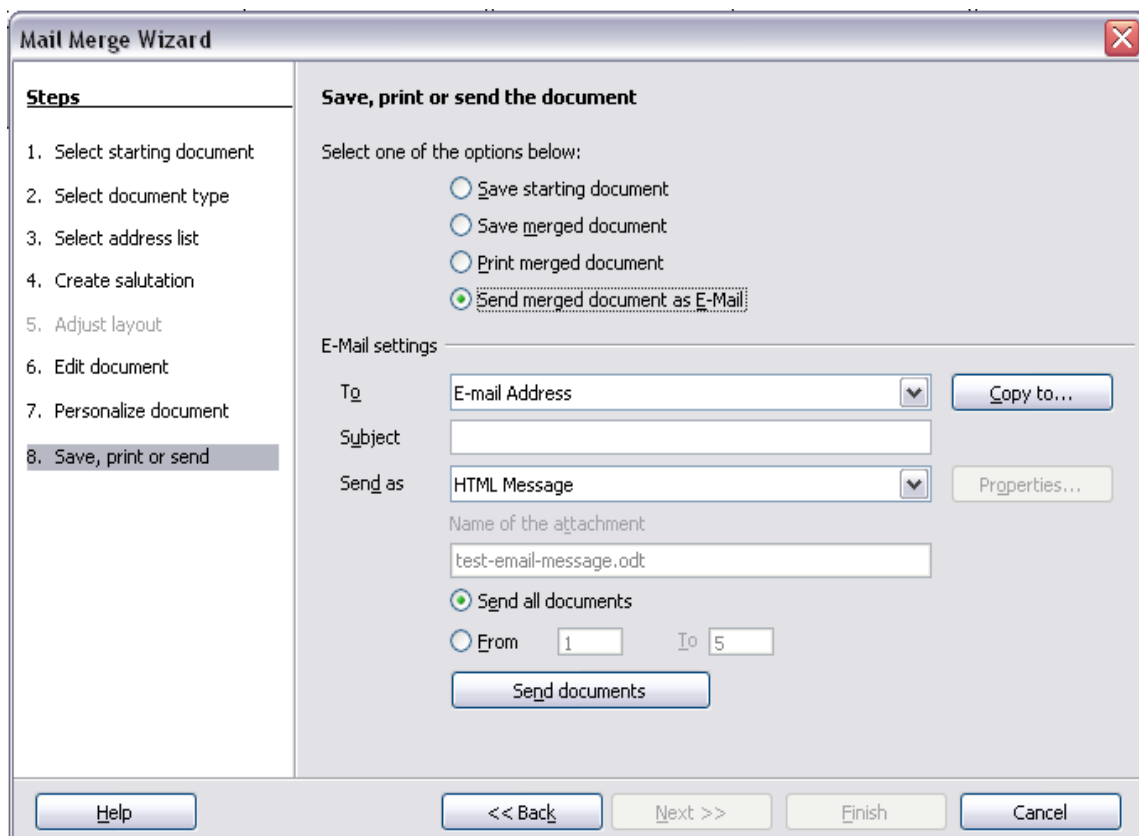 Mail Merge Wizard
Steps
1. Select starting document
2. Select document type
3. Select address list
4. Create salutation
5. Adjust layout
6. Edit document
7. Personalize document
8. Save, print or send
Save, print or send the document
Select one of the options below:
Save starting document
Save merged document
Print merged document
Send merged document as E-Mail
E-Mail settings
To E-mail Address Copy to...
Subject
Send as HTML Message Properties...
Name of the attachment
test-email-message.odt
Send all documents
From 1 To 5
Send documents
Help << Back Next >> Finish Cancel